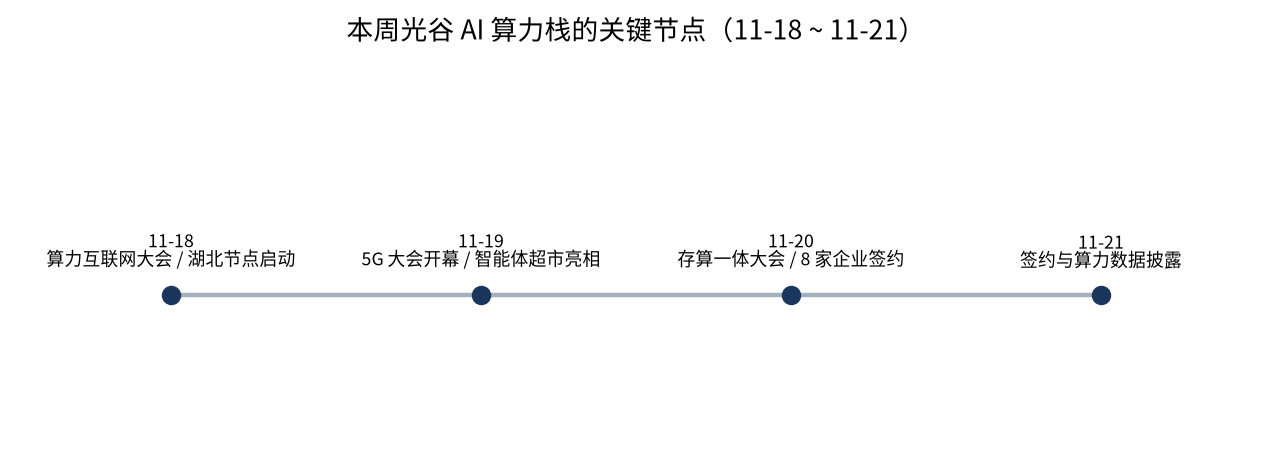 本周光谷 AI 算力栈的关键节点（11-18 ~ 11-21）
11-18
算力互联网大会 / 湖北节点启动
11-19
5G 大会开幕 / 智能体超市亮相
11-20
存算一体大会 / 8 家企业签约
11-21
签约与算力数据披露